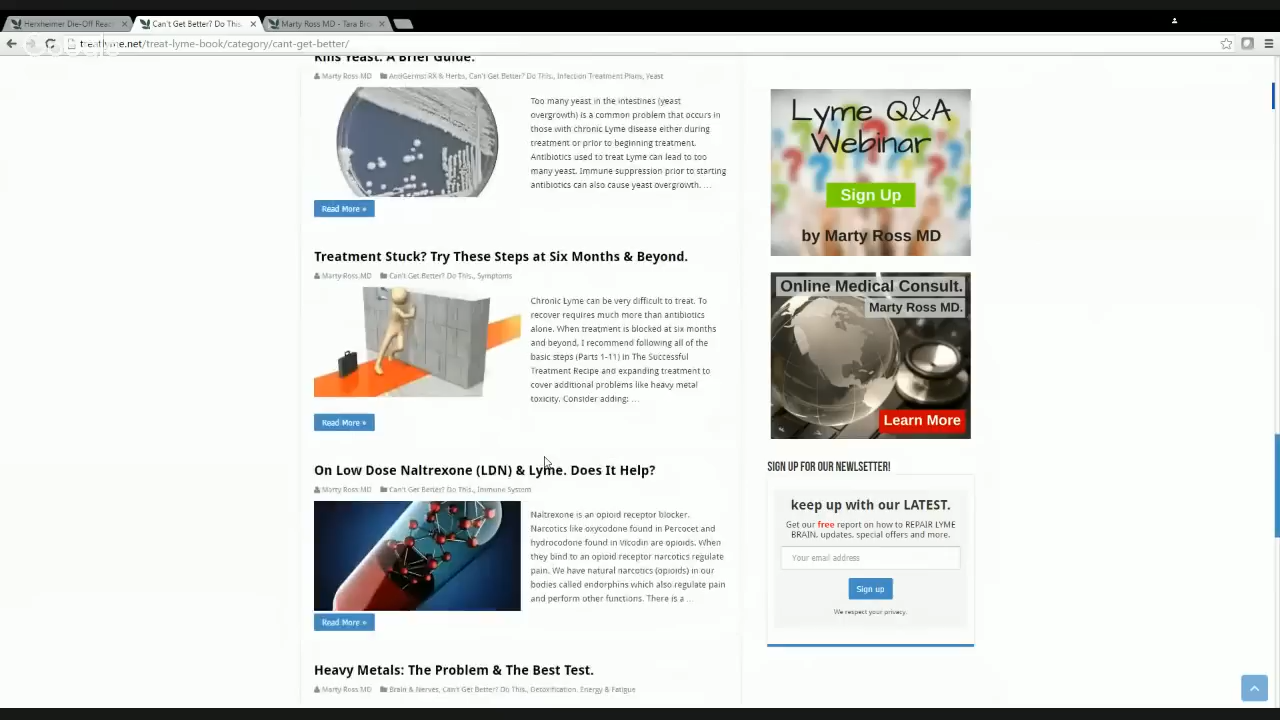 Herxheimer Die-Off Reac
Can't Get Better? Do This.
Marty Ross MD - Tara Bro
treatlyme.net/treat-lyme-book/category/cant-get-better/
Kills Yeast. A Brief Guide.
Marty Ross MD AntiGerms: RX & Herbs, Can't Get Better? Do This., Infection Treatment Plans, Yeast
Too many yeast in the intestines (yeast
overgrowth) is a common problem that occurs in
those with chronic Lyme disease either during
treatment or prior to beginning treatment.
Antibiotics used to treat Lyme can lead to too
many yeast. Immune suppression prior to starting
antibiotics can also cause yeast overgrowth. ...
Read More »
Treatment Stuck? Try These Steps at Six Months & Beyond.
Marty Ross MD Can't Get Better? Do This., Symptoms
Chronic Lyme can be very difficult to treat. To
recover requires much more than antibiotics
alone. When treatment is blocked at six months
and beyond, I recommend following all of the
basic steps (Parts 1-11) in The Successful
Treatment Recipe and expanding treatment to
cover additional problems like heavy metal
toxicity. Consider adding: ...
Read More »
On Low Dose Naltrexone (LDN) & Lyme. Does It Help?
Marty Ross MD Can't Get Better? Do This., Immune System
Naltrexone is an opioid receptor blocker.
Narcotics like oxycodone found in Percocet and
hydrocodone found in Vicodin are opioids. When
they bind to an opioid receptor narcotics regulate
pain. We have natural narcotics (opioids) in our
bodies called endorphins which also regulate pain
and perform other functions. There is a ...
Read More »
Heavy Metals: The Problem & The Best Test.
Marty Ross MD Brain & Nerves, Can't Get Better? Do This., Detoxification, Energy & Fatigue
Lyme Q&A
Webinar
Sign Up
by Marty Ross MD
Online Medical Consult.
Marty Ross MD.
Learn More
SIGN UP FOR OUR NEWLSETTER!
keep up with our LATEST.
Get our free report on how to REPAIR LYME
BRAIN, updates, special offers and more.
Your email address
Sign up
We respect your privacy.